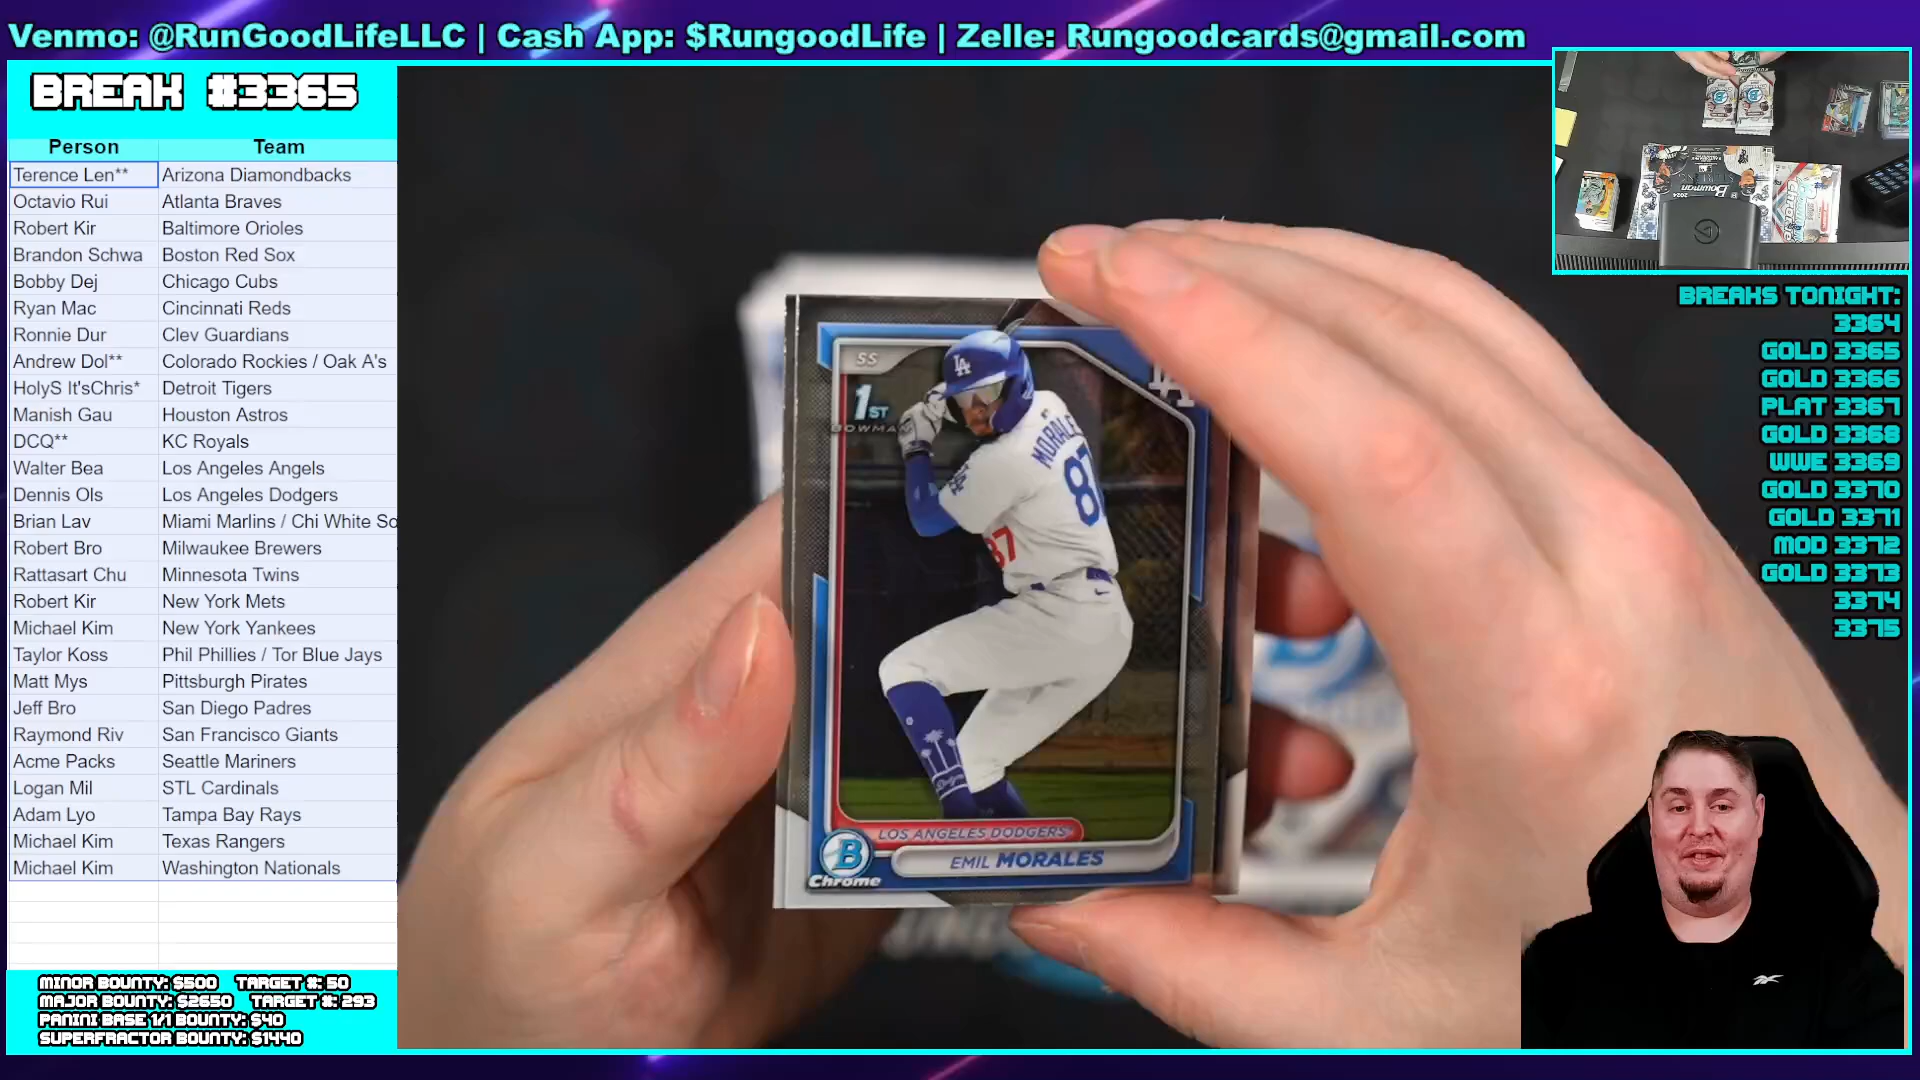 Venmo: @RunGoodLifeLLC | Cash App: $RungoodLife | Zelle: Rungoodcards@gmail.com
BREAK #3365
Person Team
Terence Len** Arizona Diamondbacks
Octavio Rui Atlanta Braves
Robert Kir Baltimore Orioles
Brandon Schwa Boston Red Sox
Bobby Dej Chicago Cubs
Ryan Mac Cincinnati Reds
Ronnie Dur Clev Guardians
Andrew Dol** Colorado Rockies / Oak A's
HolyS It'sChris* Detroit Tigers
Manish Gau Houston Astros
DCQ** KC Royals
Walter Bea Los Angeles Angels
Dennis Ols Los Angeles Dodgers
Brian Lav Miami Marlins / Chi White So
Robert Bro Milwaukee Brewers
Rattasart Chu Minnesota Twins
Robert Kir New York Mets
Michael Kim New York Yankees
Taylor Koss Phil Phillies / Tor Blue Jays
Matt Mys Pittsburgh Pirates
Jeff Bro San Diego Padres
Raymond Riv San Francisco Giants
Acme Packs Seattle Mariners
Logan Mil STL Cardinals
Adam Lyo Tampa Bay Rays
Michael Kim Texas Rangers
Michael Kim Washington Nationals
MINOR BOUNTY: $500 TARGET #: 50
MAJOR BOUNTY: $2650 TARGET #: 293
PANINI BASE 1/1 BOUNTY: $40
SUPERFRACTOR BOUNTY: $1440
SS
1ST
BOWMAN
LA
LA
MORALE
87
37
LOS ANGELES DODGERS
EMIL MORALES
B
Chrome
Bowman
2024
BREAKS TONIGHT:
3364
GOLD 3365
GOLD 3366
PLAT 3367
GOLD 3368
WWE 3369
GOLD 3370
GOLD 3371
MOD 3372
GOLD 3373
3374
3375